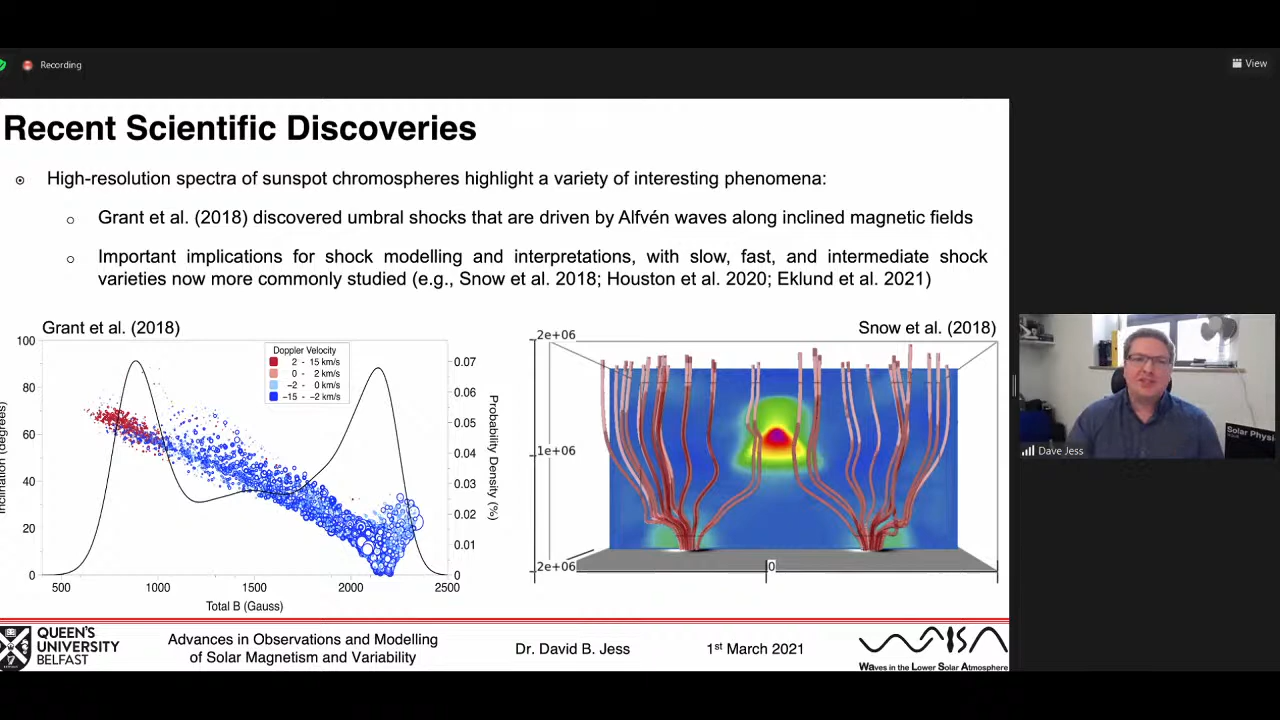 Recording
View
Recent Scientific Discoveries
High-resolution spectra of sunspot chromospheres highlight a variety of interesting phenomena:
Grant et al. (2018) discovered umbral shocks that are driven by Alfvén waves along inclined magnetic fields
Important implications for shock modelling and interpretations, with slow, fast, and intermediate shock
varieties now more commonly studied (e.g., Snow et al. 2018; Houston et al. 2020; Eklund et al. 2021)
Grant et al. (2018)
Snow et al. (2018)
100
80
60
40
20
0
Inclination (degrees)
Doppler Velocity
2 - 15 km/s
0 - 2 km/s
−2 - 0 km/s
−15 - −2 km/s
0.07
0.06
0.05
0.04
0.03
0.02
0.01
0
Probability Density (%)
500
1000
1500
2000
2500
Total B (Gauss)
2e+06
1e+06
2e+06
0
Solar Physi
Dave Jess
QUEEN'S
UNIVERSITY
BELFAST
Advances in Observations and Modelling
of Solar Magnetism and Variability
Dr. David B. Jess
1st March 2021
Waves in the Lower Solar Atmosphere